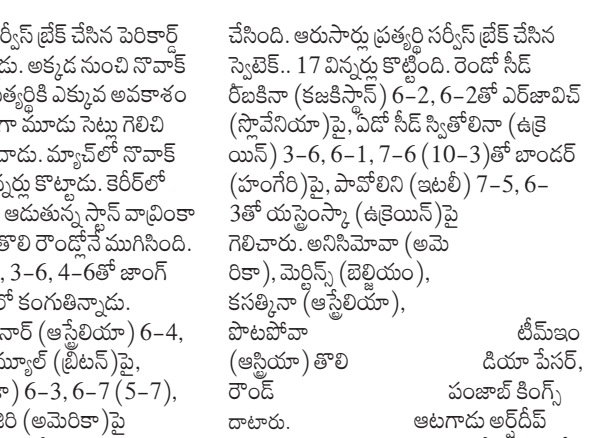 ర్వీస్ బ్రేక్ చేసిన పెరికార్డ్
డు. అక్కడ నుంచి నొవాక్
త్యర్థికి ఎక్కువ అవకాశం
గా మూడు సెట్లు గెలిచి
చాడు. మ్యాచ్‌లో నొవాక్
న్నర్లు కొట్టాడు. కెరీర్‌లో
ఆడుతున్న స్టాన్ వావ్రింకా
తొలి రౌండ్లోనే ముగిసింది.
, 3-6, 4-6తో జాంగ్
లో కంగుతిన్నాడు.
నార్ (ఆస్ట్రేలియా) 6-4,
మ్యూల్ (బ్రిటన్)పై,
కా) 6-3, 6-7 (5-7),
జెరి (అమెరికా)పై
చేసింది. ఆరుసార్లు ప్రత్యర్థి సర్వీస్ బ్రేక్ చేసిన
స్వెటెక్.. 17 విన్నర్లు కొట్టింది. రెండో సీడ్
రీబకినా (కజకిస్థాన్) 6-2, 6-2తో ఎర్‌జావిచ్
(స్లొవేనియా)పై, ఏడో సీడ్ స్వితోలినా (ఉక్రె
యిన్) 3-6, 6-1, 7-6 (10-3)తో బాండర్
(హంగేరి)పై, పావోలిని (ఇటలీ) 7-5, 6-
3తో యస్ట్రెంస్కా (ఉక్రెయిన్)పై
గెలిచారు. అనిసిమోవా (అమె
రికా), మెర్టిన్స్ (బెల్జియం),
కసత్కినా (ఆస్ట్రేలియా),
పొటపోవా
(ఆస్ట్రియా) తొలి
రౌండ్
దాటారు.
టీమ్ఇం
డియా పేసర్,
పంజాబ్ కింగ్స్
ఆటగాడు అర్ష్‌దీప్